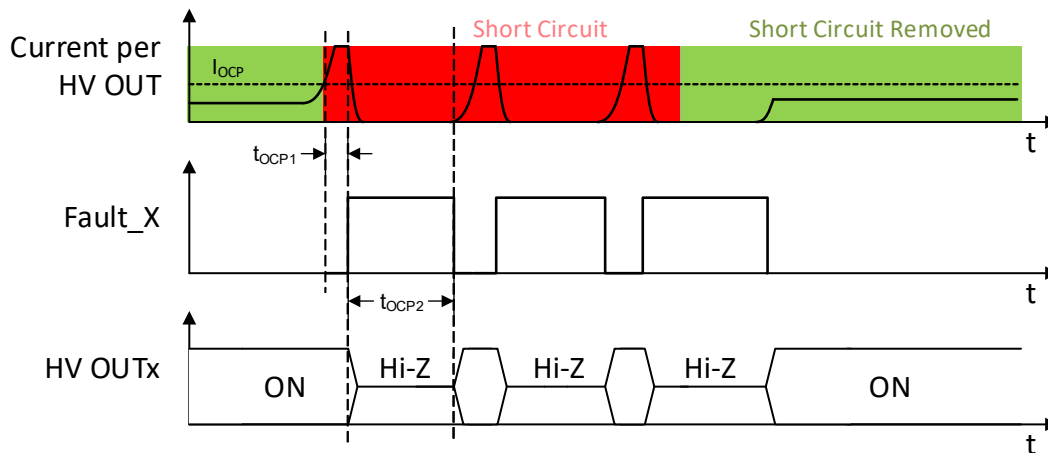 Short Circuit
Short Circuit Removed
Current per
HV OUT
IOCP
t
tOCP1
Fault_X
t
tOCP2
HV OUTx
ON
Hi-Z
Hi-Z
Hi-Z
ON
t